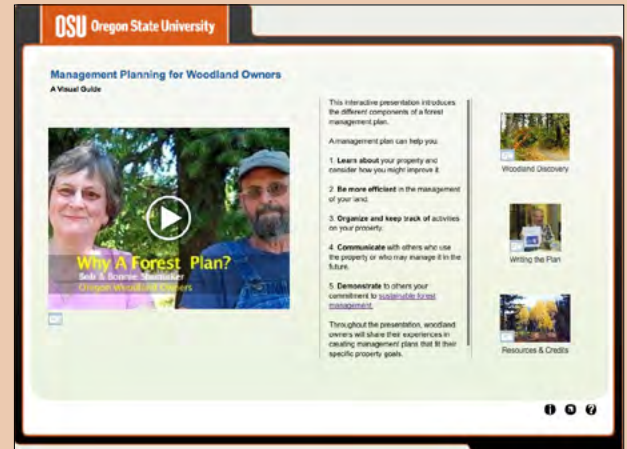 OSU Oregon State University
Management Planning for Woodland Owners
A Visual Guide
Why A Forest Plan?
Bob & Bonnie Shumaker
Oregon Woodland Owners
This interactive presentation introduces
the different components of a forest
management plan.
A management plan can help you:
1. Learn about your property and
consider how you might improve it.
2. Be more efficient in the management
of your land.
3. Organize and keep track of activities
on your property.
4. Communicate with others who use
the property or who may manage it in the
future.
5. Demonstrate to others your
commitment to sustainable forest
management.
Throughout the presentation, woodland
owners will share their experiences in
creating management plans that fit their
specific property goals.
Woodland Discovery
Writing the Plan
Resources & Credits